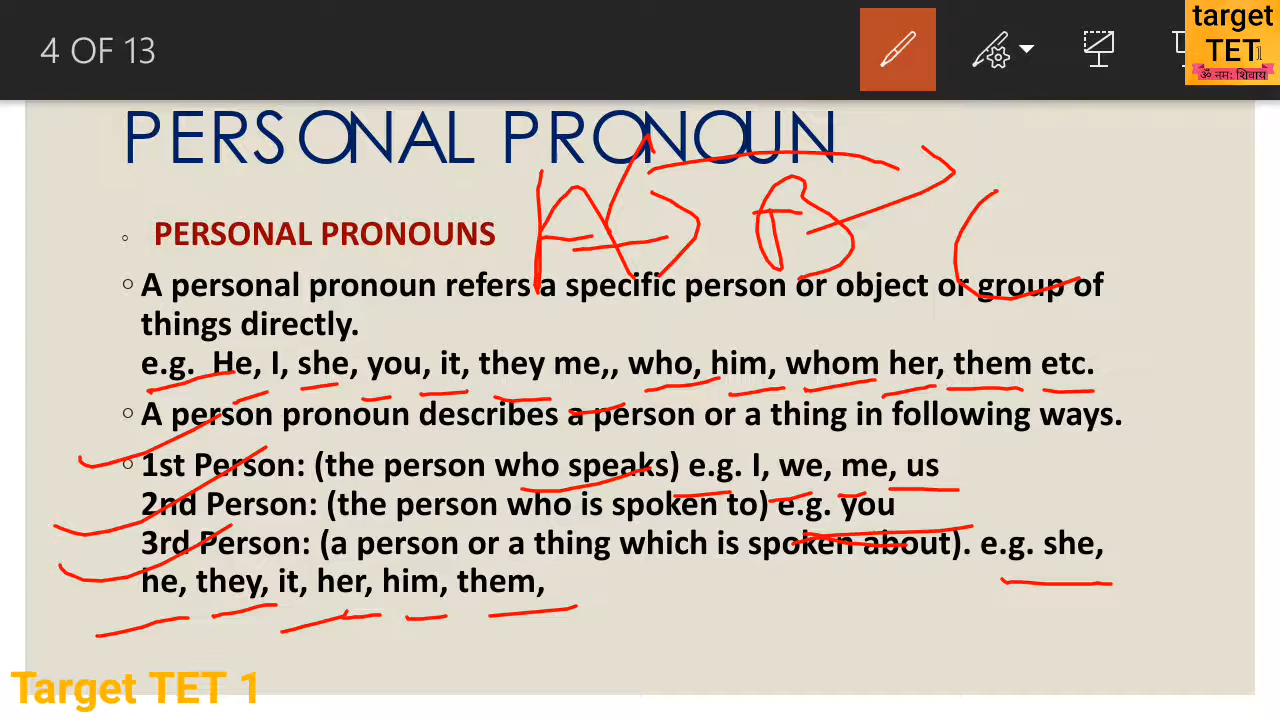 4 OF 13
target
TET1
ॐ नमः शिवाय
PERSONAL PRONOUN
PERSONAL PRONOUNS
A B C
A personal pronoun refers a specific person or object or group of
things directly.
e.g. He, I, she, you, it, they me,, who, him, whom her, them etc.
A person pronoun describes a person or a thing in following ways.
1st Person: (the person who speaks) e.g. I, we, me, us
2nd Person: (the person who is spoken to) e.g. you
3rd Person: (a person or a thing which is spoken about). e.g. she,
he, they, it, her, him, them,
Target TET 1